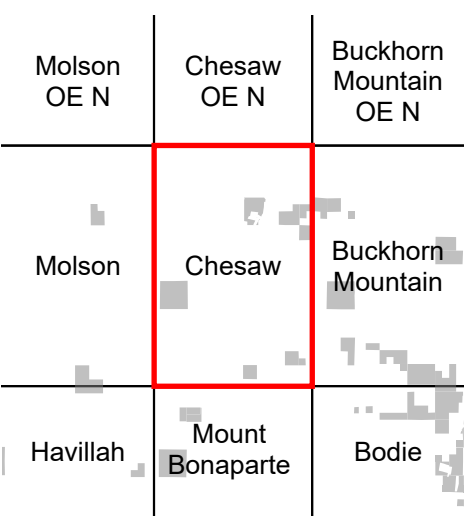 Molson
OE N
Chesaw
OE N
Buckhorn
Mountain
OE N
Molson
Chesaw
Buckhorn
Mountain
Havillah
Mount
Bonaparte
Bodie